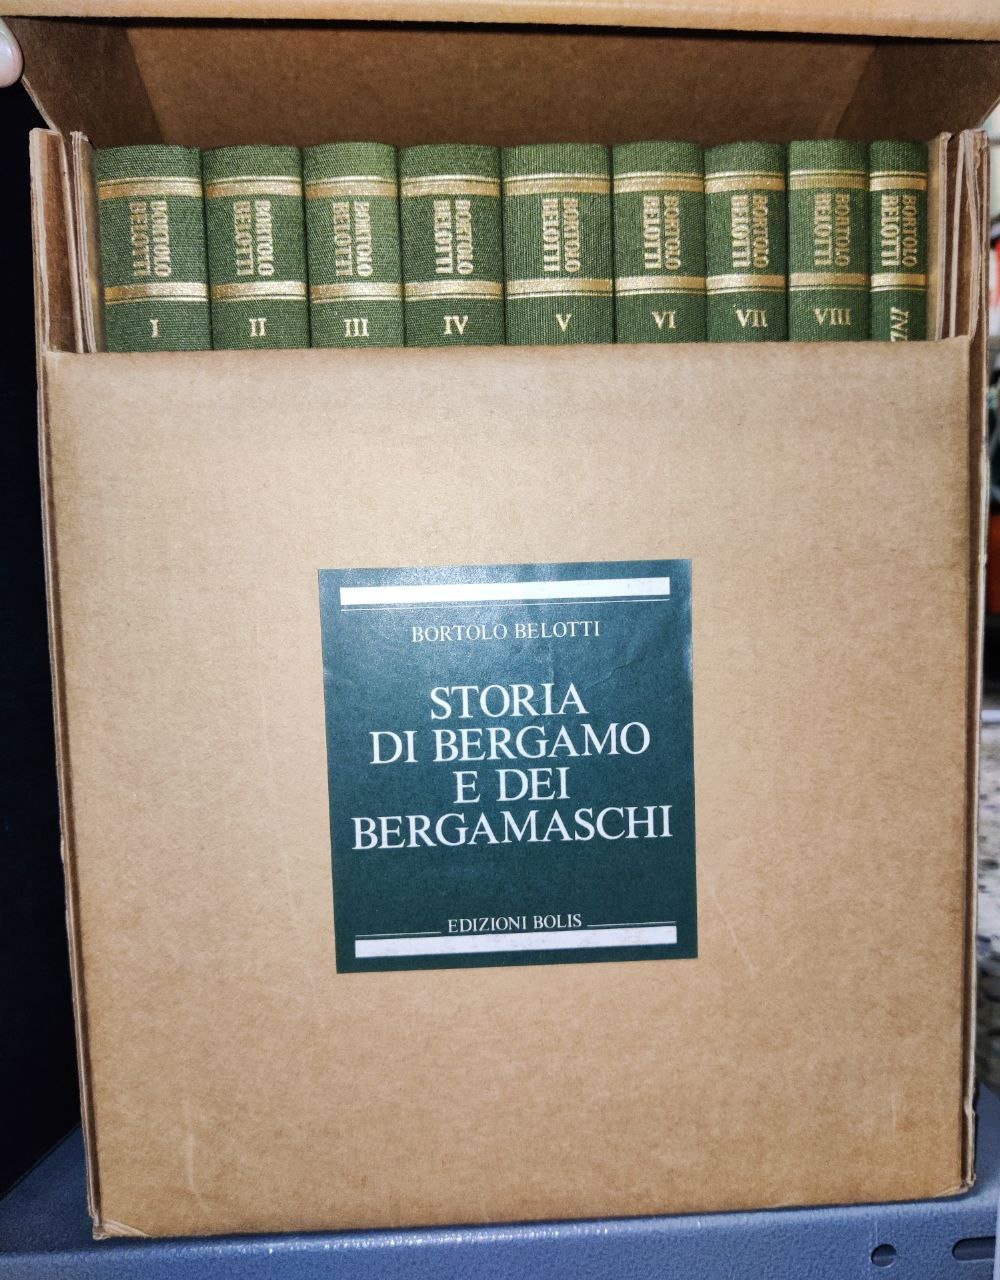 BORTOLO
BELOTTI
I
BORTOLO
BELOTTI
II
BORTOLO
BELOTTI
III
BORTOLO
BELOTTI
IV
BORTOLO
BELOTTI
V
BORTOLO
BELOTTI
VI
BORTOLO
BELOTTI
VII
BORTOLO
BELOTTI
VIII
BORTOLO
BELOTTI
BORTOLO BELOTTI
STORIA
DI BERGAMO
E DEI
BERGAMASCHI
EDIZIONI BOLIS